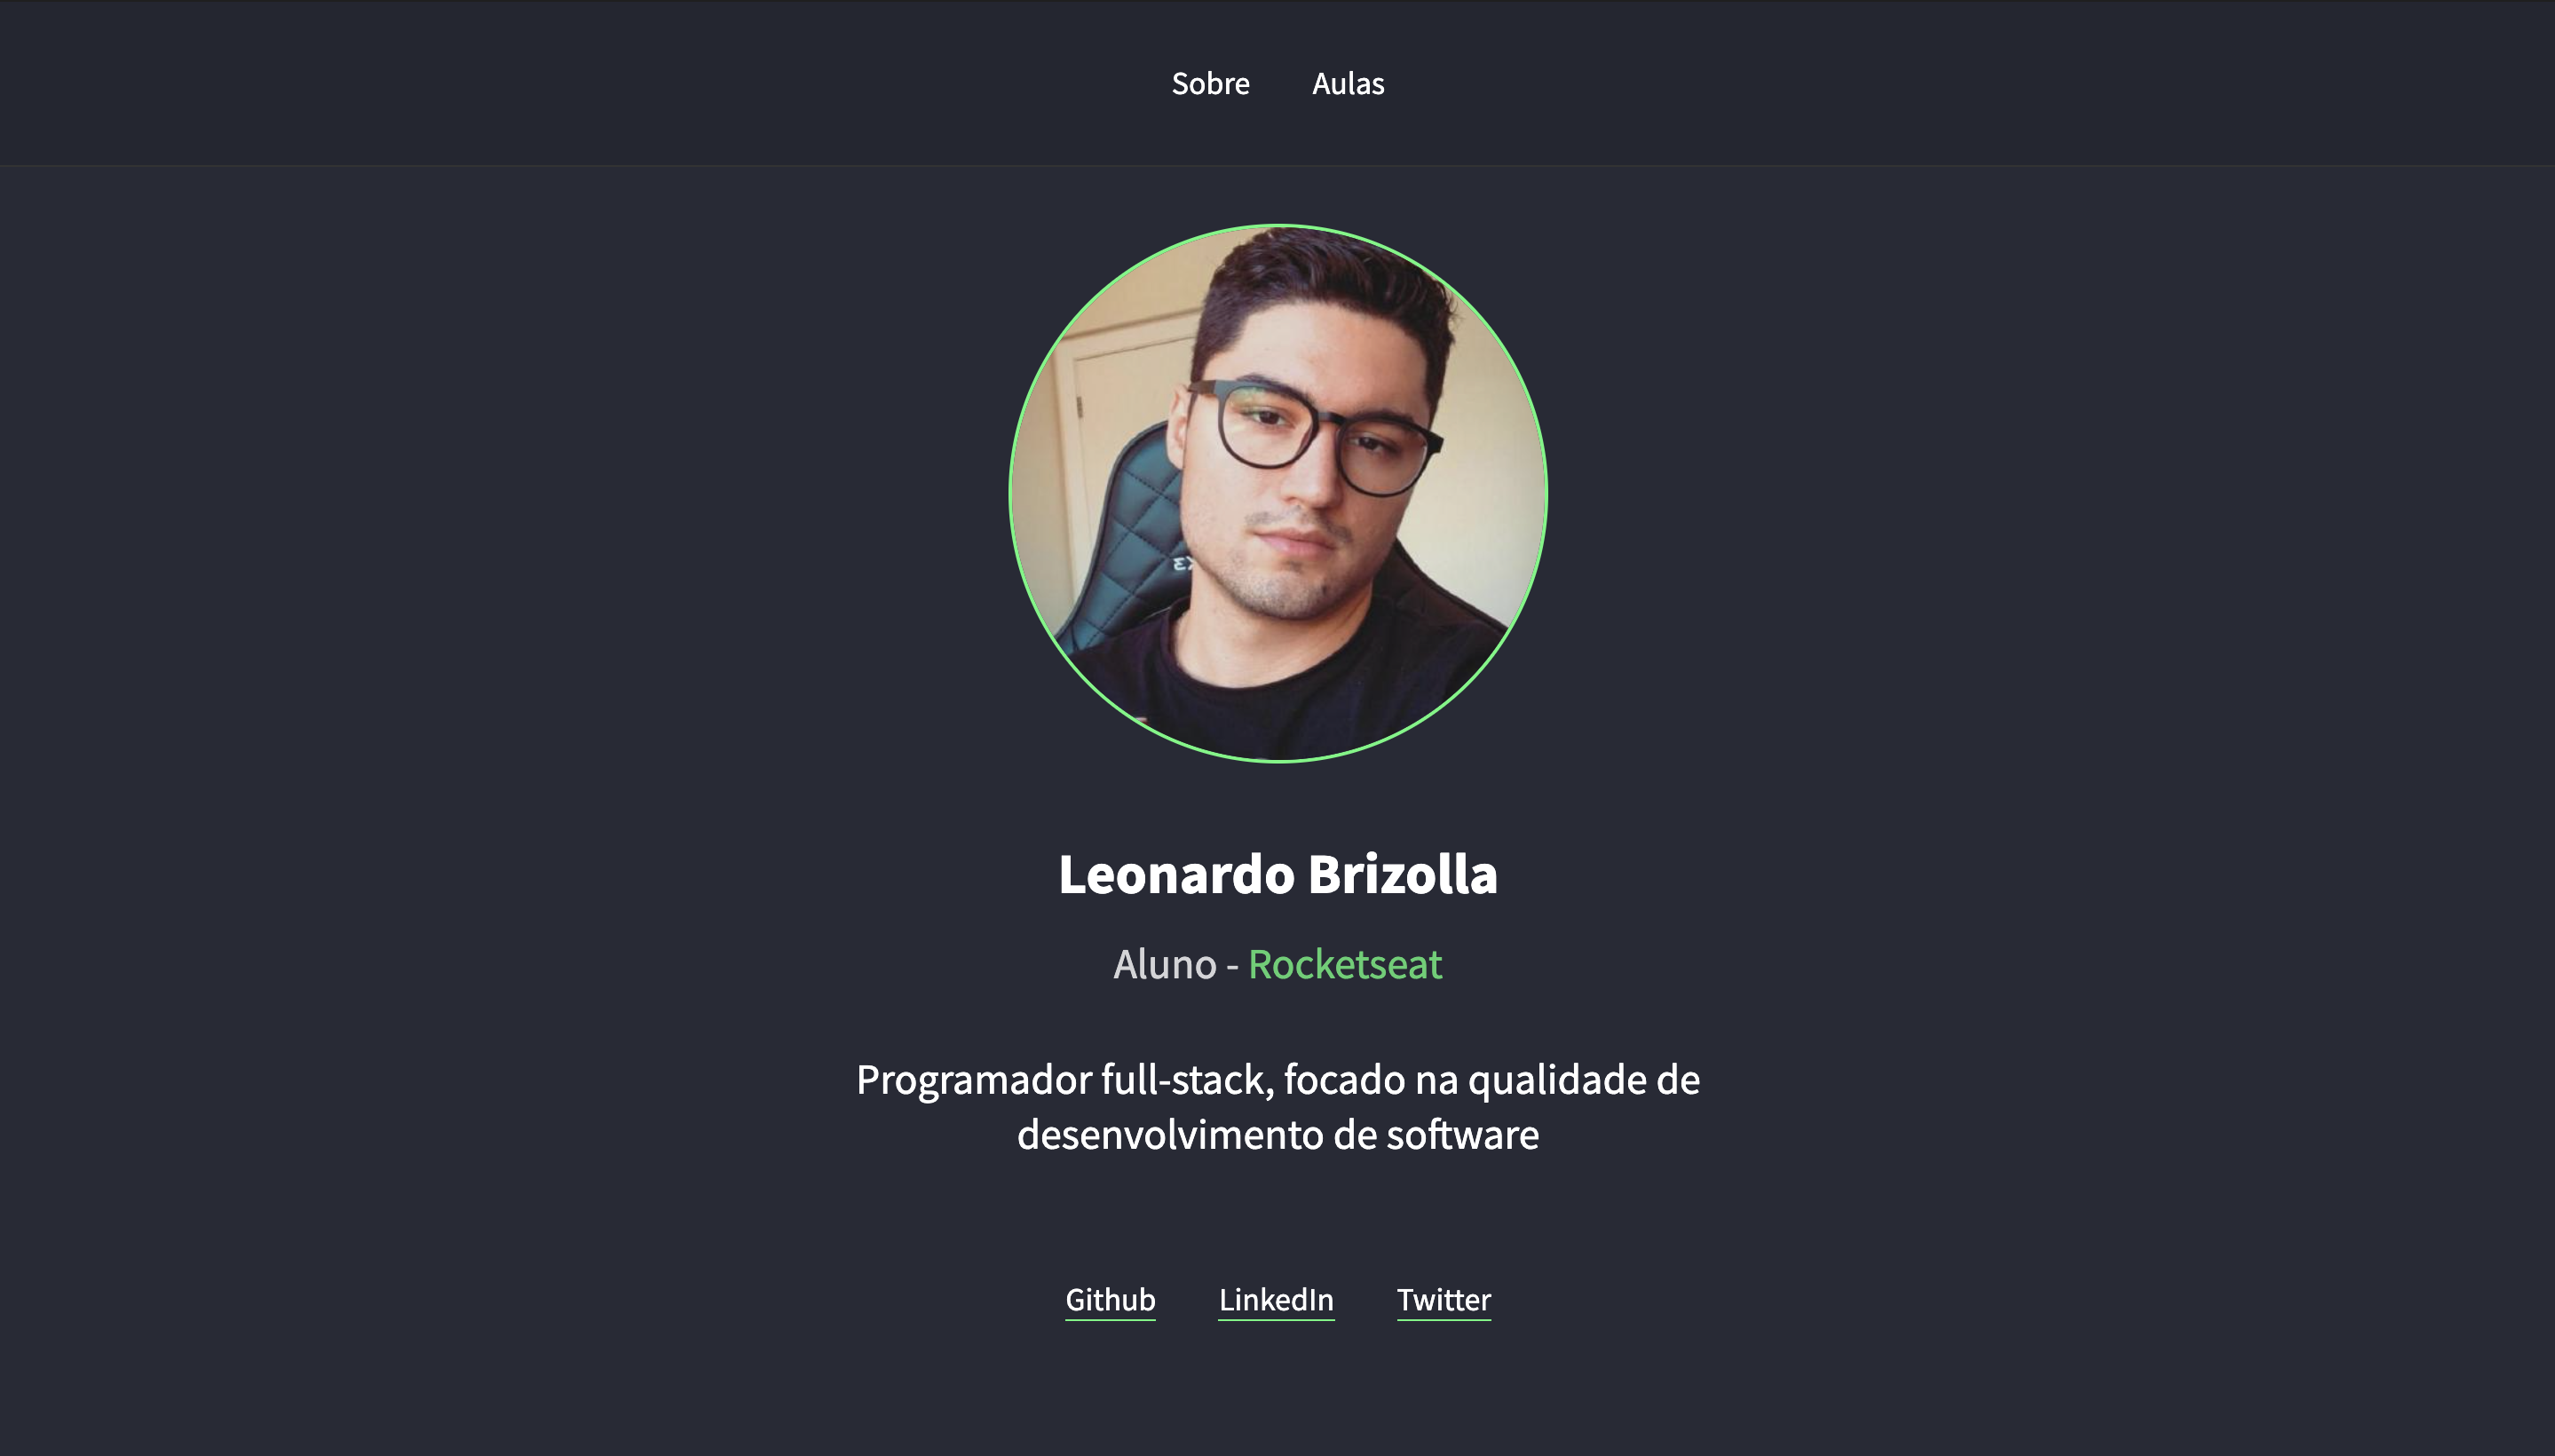 Sobre Aulas
Leonardo Brizolla
Aluno - Rocketseat
Programador full-stack, focado na qualidade de
desenvolvimento de software
Github LinkedIn Twitter